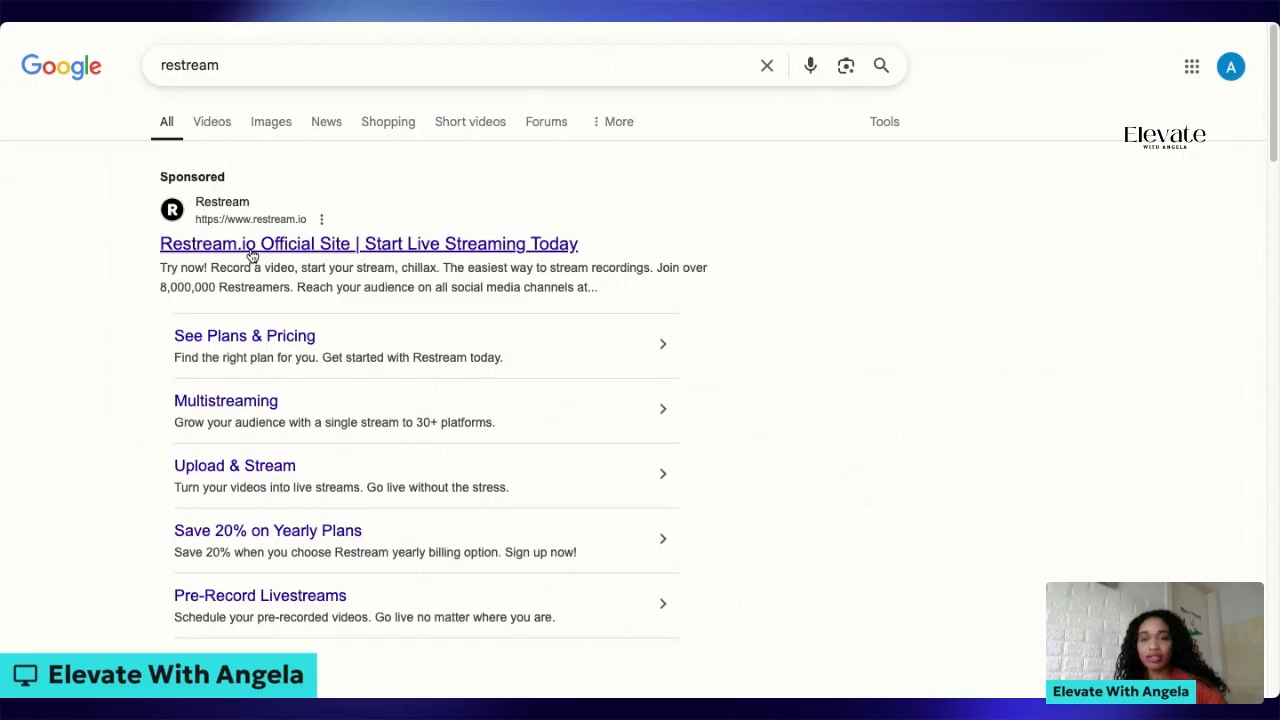 Google
restream
A
All
Videos
Images
News
Shopping
Short videos
Forums
More
Tools
Elevate
WITH ANGELA
Sponsored
R
Restream
https://www.restream.io
Restream.io Official Site | Start Live Streaming Today
Try now! Record a video, start your stream, chillax. The easiest way to stream recordings. Join over
8,000,000 Restreamers. Reach your audience on all social media channels at...
See Plans & Pricing
Find the right plan for you. Get started with Restream today.
Multistreaming
Grow your audience with a single stream to 30+ platforms.
Upload & Stream
Turn your videos into live streams. Go live without the stress.
Save 20% on Yearly Plans
Save 20% when you choose Restream yearly billing option. Sign up now!
Pre-Record Livestreams
Schedule your pre-recorded videos. Go live no matter where you are.
Elevate With Angela
Elevate With Angela